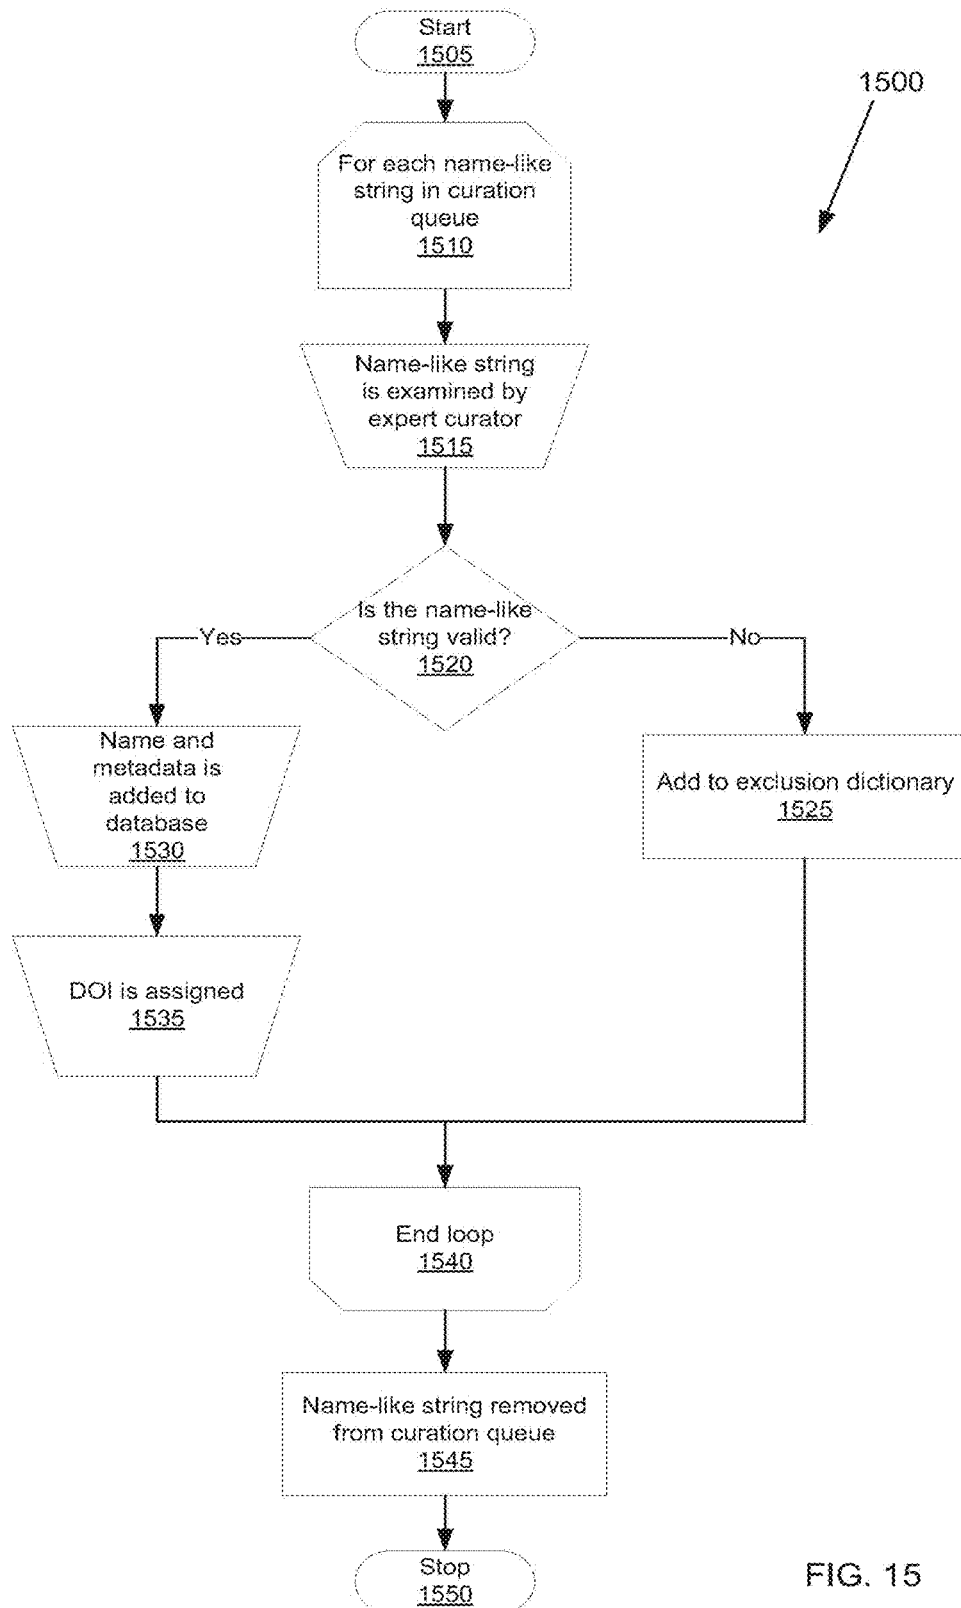 Start
1505
1500
For each name-like
string in curation
queue
1510
Name-like string
is examined by
expert curator
1515
Is the name-like
string valid?
1520
Yes
No
Name and
metadata is
added to
database
1530
Add to exclusion dictionary
1525
DOI is assigned
1535
End loop
1540
Name-like string removed
from curation queue
1545
Stop
1550
FIG. 15